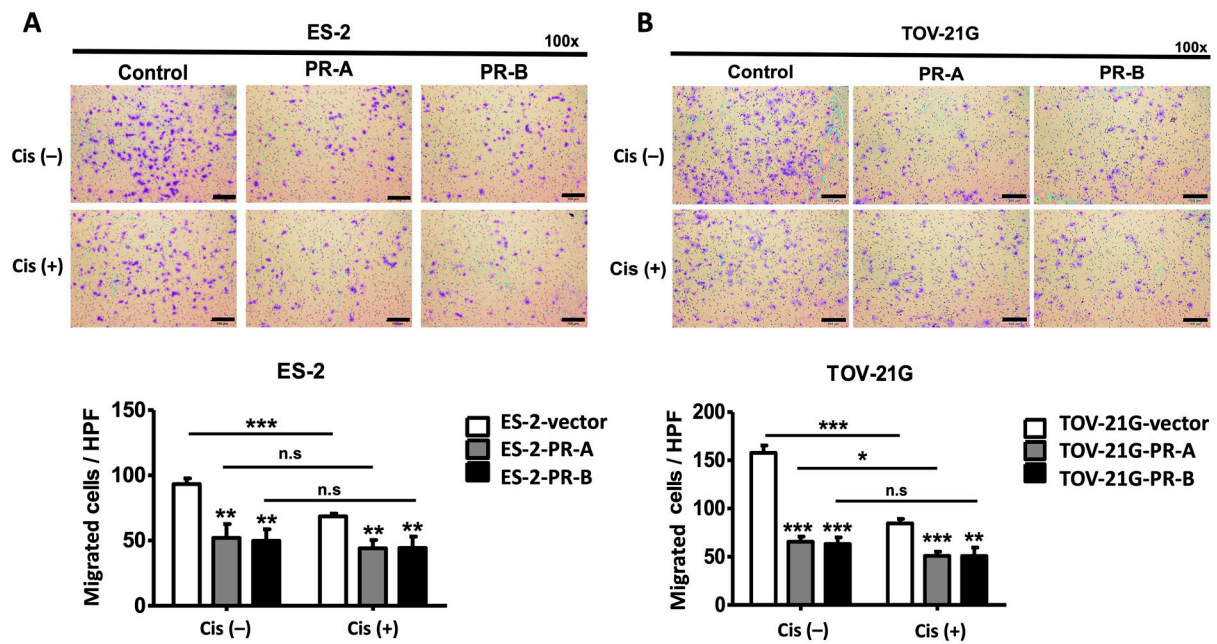 A
ES-2
100x
Control PR-A PR-B
Cis (–)
Cis (+)
ES-2
Migrated cells / HPF
150
100
50
0
***
n.s
n.s
** ** ** **
Cis (–) Cis (+)
ES-2-vector
ES-2-PR-A
ES-2-PR-B
B
TOV-21G
100x
Control PR-A PR-B
Cis (–)
Cis (+)
TOV-21G
Migrated cells / HPF
200
150
100
50
0
***
*
n.s
*** *** *** **
Cis (–) Cis (+)
TOV-21G-vector
TOV-21G-PR-A
TOV-21G-PR-B